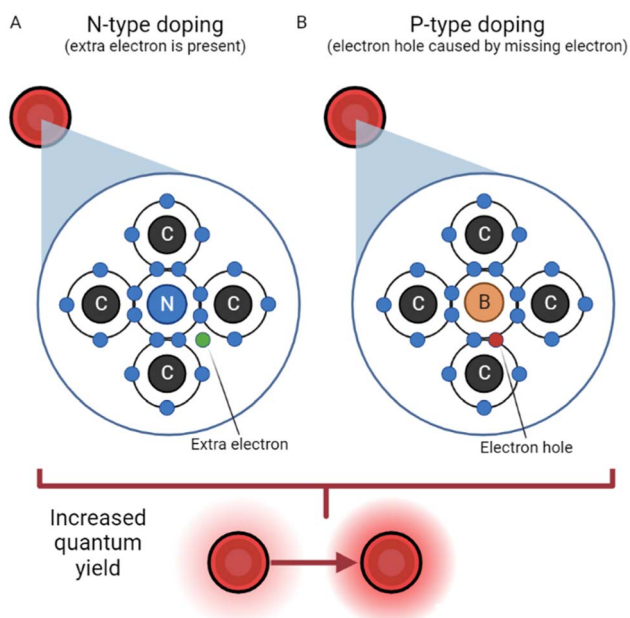 A
N-type doping
(extra electron is present)
B
P-type doping
(electron hole caused by missing electron)
C
C
N
C
C
Extra electron
C
C
B
C
C
Electron hole
Increased
quantum
yield